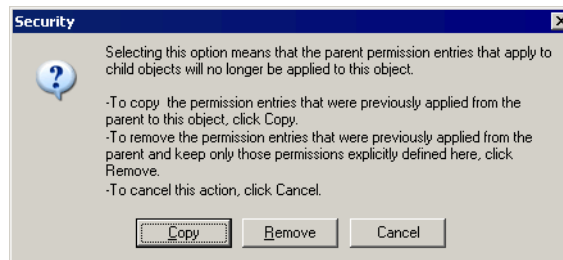 Security
Selecting this option means that the parent permission entries that apply to
child objects will no longer be applied to this object.
-To copy the permission entries that were previously applied from the
parent to this object, click Copy.
-To remove the permission entries that were previously applied from the
parent and keep only those permissions explicitly defined here, click
Remove.
-To cancel this action, click Cancel.
Copy Remove Cancel